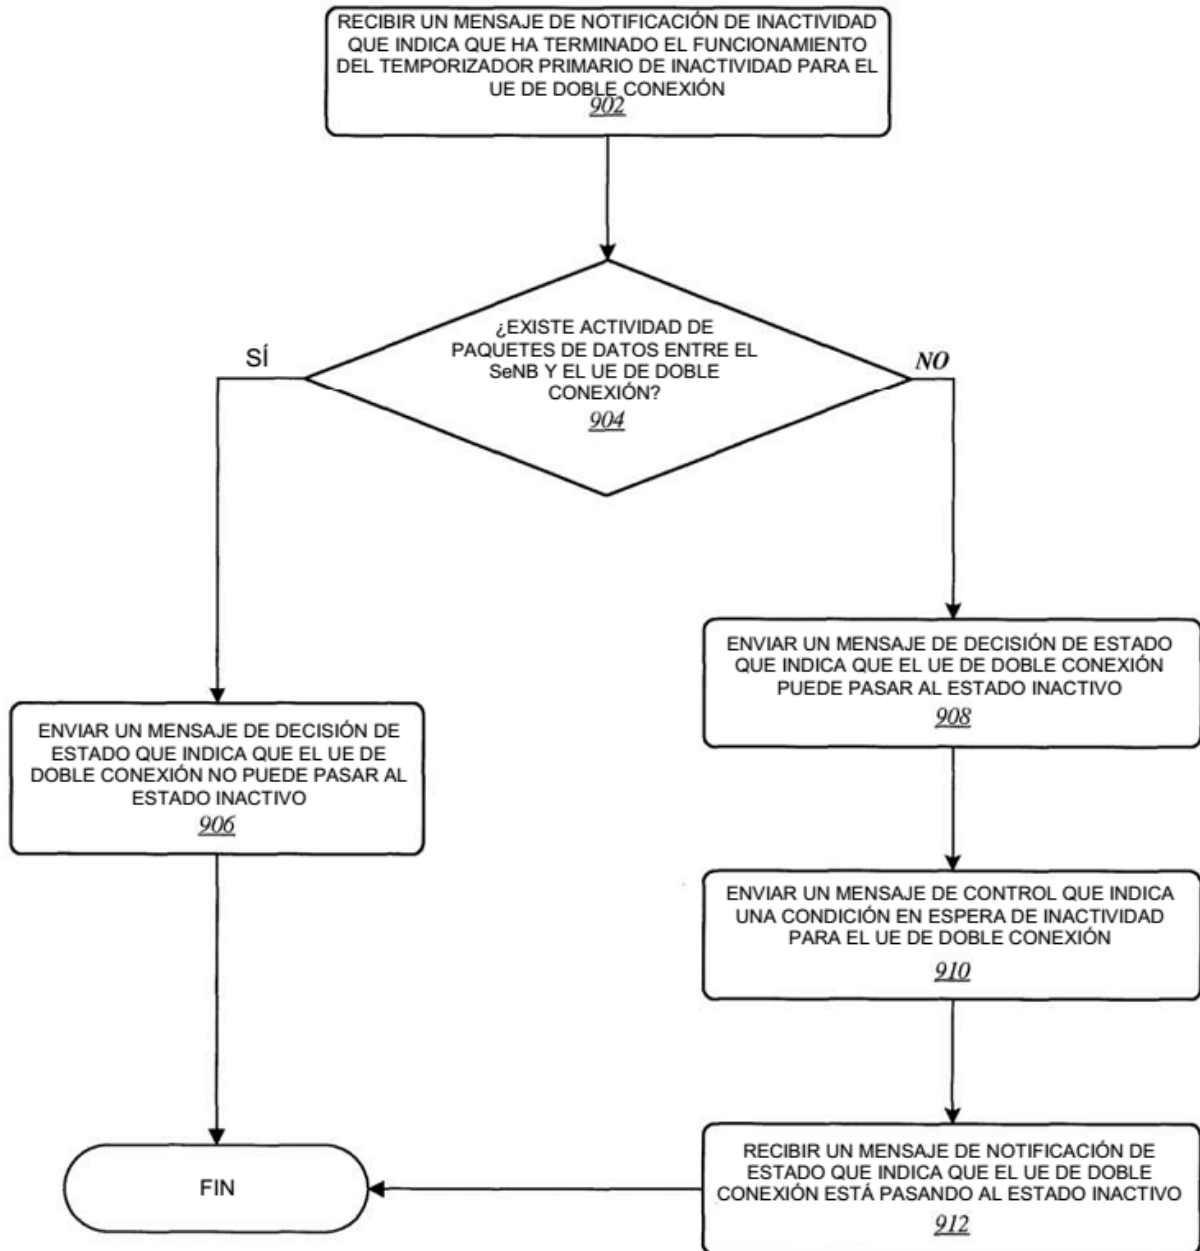 RECIBIR UN MENSAJE DE NOTIFICACIÓN DE INACTIVIDAD
QUE INDICA QUE HA TERMINADO EL FUNCIONAMIENTO
DEL TEMPORIZADOR PRIMARIO DE INACTIVIDAD PARA EL
UE DE DOBLE CONEXIÓN
902
¿EXISTE ACTIVIDAD DE
PAQUETES DE DATOS ENTRE EL
SeNB Y EL UE DE DOBLE
CONEXIÓN?
904
SÍ
NO
ENVIAR UN MENSAJE DE DECISIÓN DE
ESTADO QUE INDICA QUE EL UE DE
DOBLE CONEXIÓN NO PUEDE PASAR AL
ESTADO INACTIVO
906
ENVIAR UN MENSAJE DE DECISIÓN DE ESTADO
QUE INDICA QUE EL UE DE DOBLE CONEXIÓN
PUEDE PASAR AL ESTADO INACTIVO
908
ENVIAR UN MENSAJE DE CONTROL QUE INDICA
UNA CONDICIÓN EN ESPERA DE INACTIVIDAD
PARA EL UE DE DOBLE CONEXIÓN
910
RECIBIR UN MENSAJE DE NOTIFICACIÓN DE
ESTADO QUE INDICA QUE EL UE DE DOBLE
CONEXIÓN ESTÁ PASANDO AL ESTADO INACTIVO
912
FIN